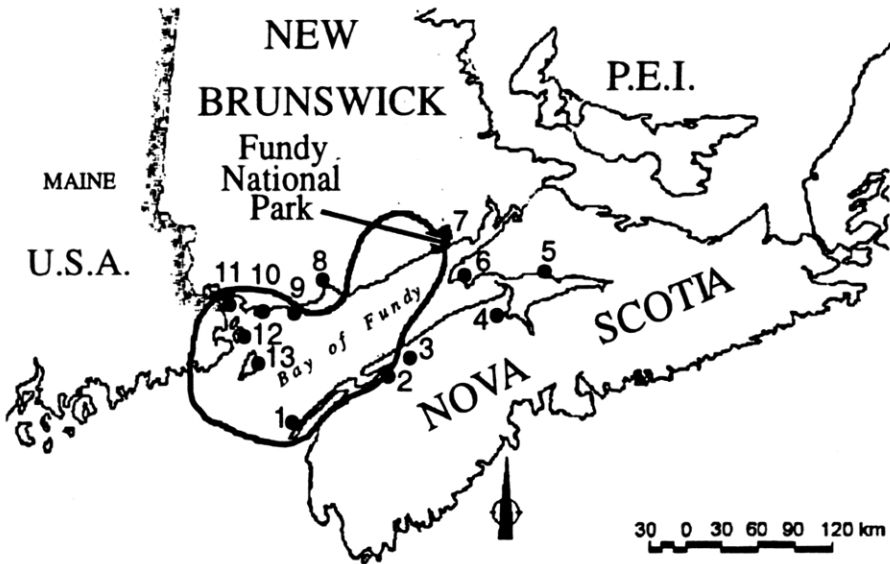 NEW
BRUNSWICK
P.E.I.
Fundy
National
Park
MAINE
U.S.A.
7
8
6
5
11 10 9
12
13
4
3
2
1
Bay of Fundy
NOVA SCOTIA
30 0 30 60 90 120 km